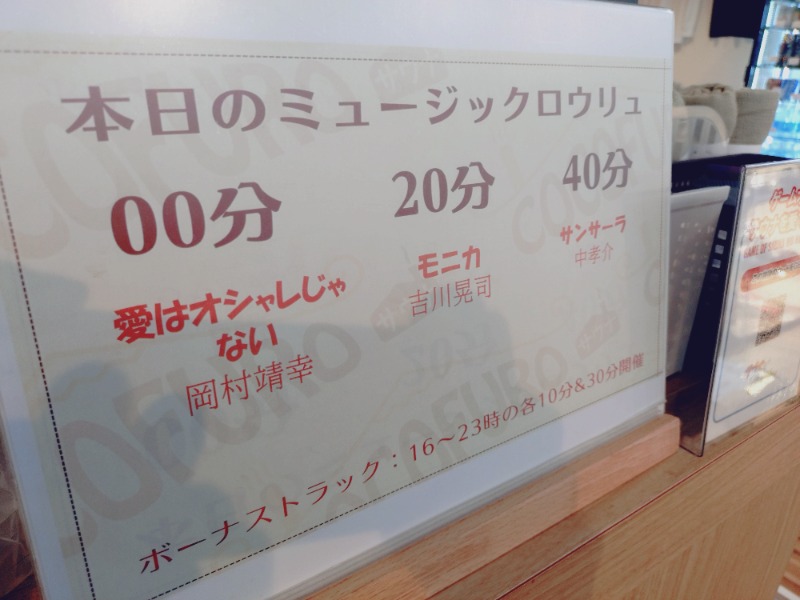 本日のミュージックロウリュ
00分
愛はオシャレじゃ
ない
岡村靖幸
20分
モニカ
吉川晃司
40分
サンサーラ
中孝介
ボーナストラック：16〜23時の各10分&30分開催
COCOFURO